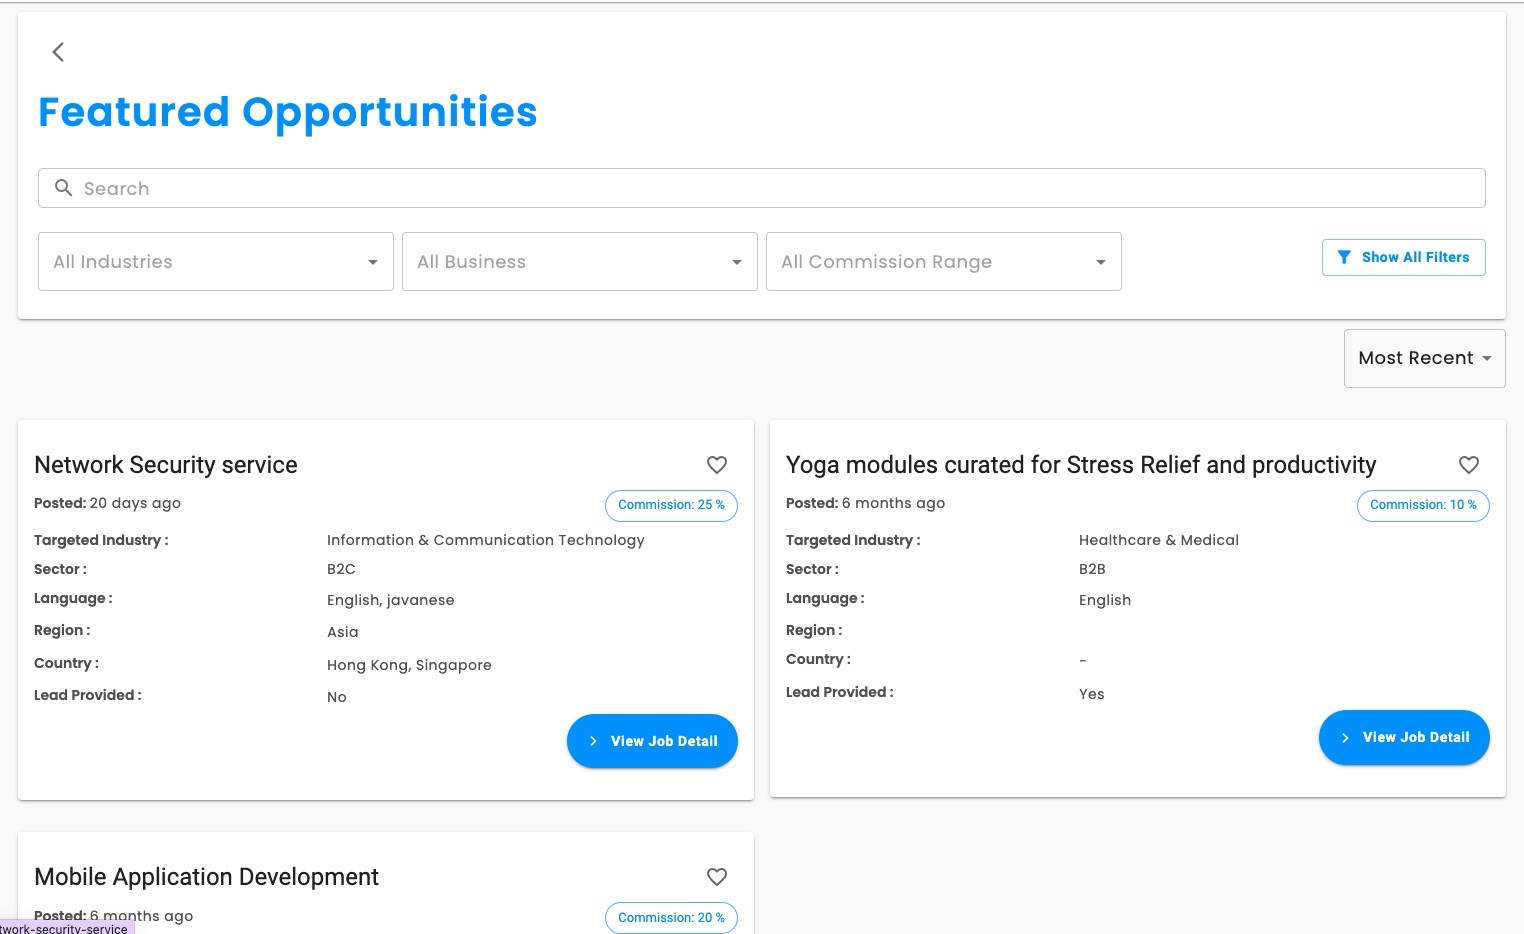 Featured Opportunities
Search
All Industries
All Business
All Commission Range
Show All Filters
Most Recent
Network Security service
Posted: 20 days ago
Commission: 25 %
Targeted Industry : Information & Communication Technology
Sector : B2C
Language : English, javanese
Region : Asia
Country : Hong Kong, Singapore
Lead Provided : No
View Job Detail
Yoga modules curated for Stress Relief and productivity
Posted: 6 months ago
Commission: 10 %
Targeted Industry : Healthcare & Medical
Sector : B2B
Language : English
Region :
Country : -
Lead Provided : Yes
View Job Detail
Mobile Application Development
Posted: 6 months ago
Commission: 20 %
twork-security-service